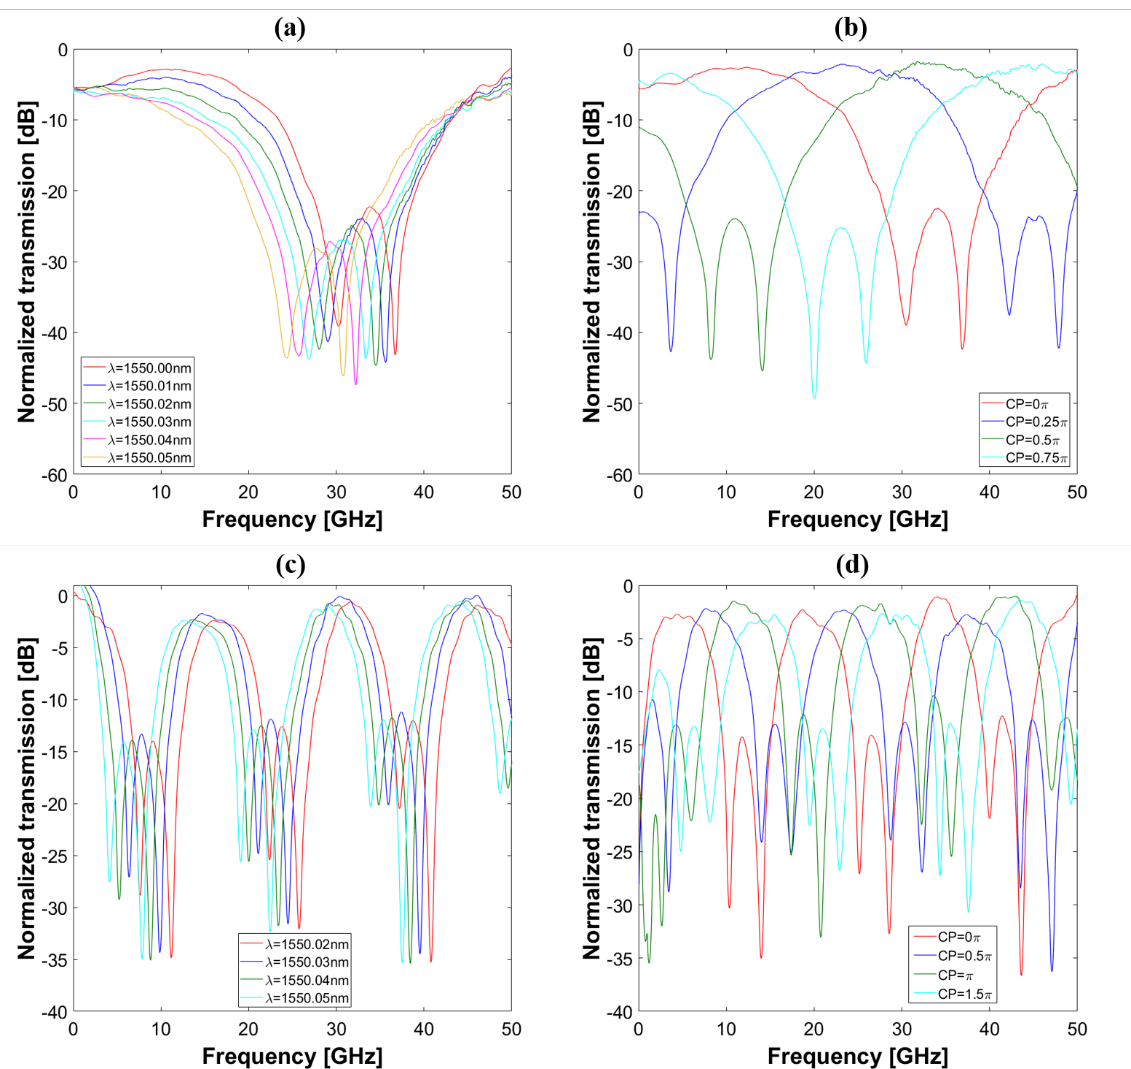 (a)
(b)
0
-10
-20
-30
-40
-50
-60
Normalized transmission [dB]
λ=1550.00nm
λ=1550.01nm
λ=1550.02nm
λ=1550.03nm
λ=1550.04nm
λ=1550.05nm
0 10 20 30 40 50
Frequency [GHz]
0
-10
-20
-30
-40
-50
-60
Normalized transmission [dB]
CP=0π
CP=0.25π
CP=0.5π
CP=0.75π
0 10 20 30 40 50
Frequency [GHz]
(c)
(d)
0
-5
-10
-15
-20
-25
-30
-35
-40
Normalized transmission [dB]
λ=1550.02nm
λ=1550.03nm
λ=1550.04nm
λ=1550.05nm
0 10 20 30 40 50
Frequency [GHz]
0
-5
-10
-15
-20
-25
-30
-35
-40
Normalized transmission [dB]
CP=0π
CP=0.5π
CP=π
CP=1.5π
0 10 20 30 40 50
Frequency [GHz]